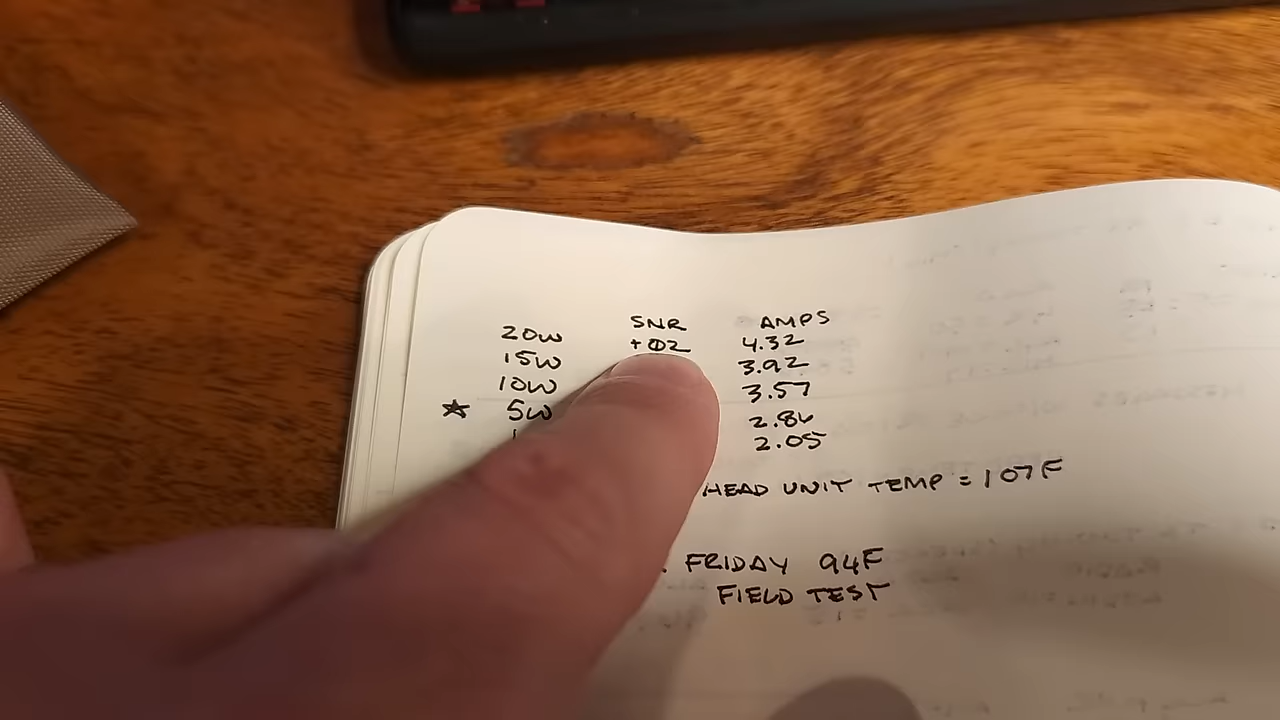 SNR AMPS
20W +02 4.32
15W 3.92
10W 3.57
☆ 5W 2.86
2.05
HEAD UNIT TEMP = 107F
FRIDAY 94F
FIELD TEST